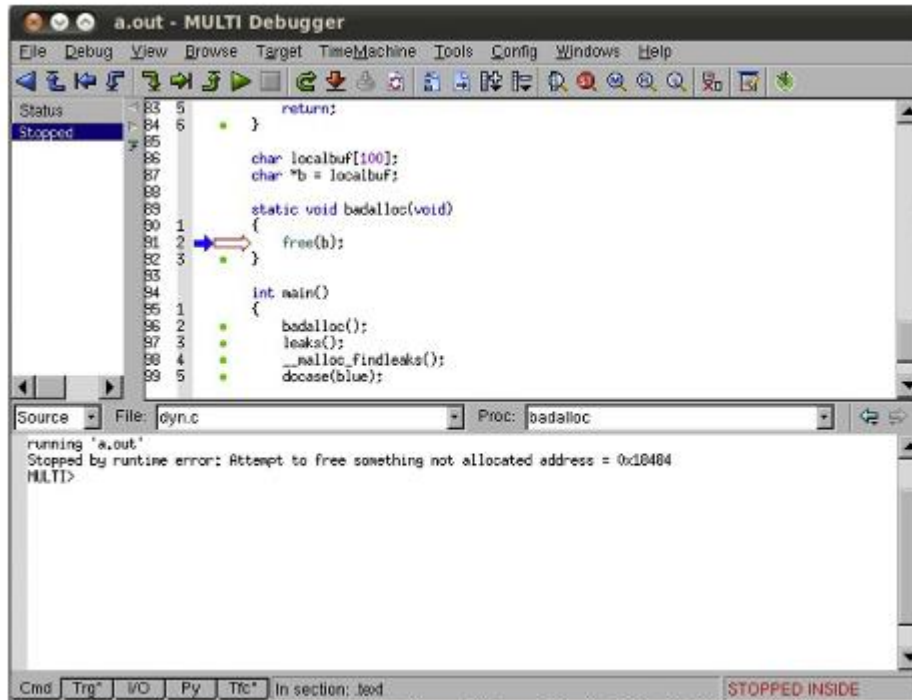 a.out - MULTI Debugger
File Debug View Browse Target TimeMachine Tools Config Windows Help
Status
Stopped
83 5 return;
84 6 }
85
86 char localbuf[100];
87 char *b = localbuf;
88
89 static void badalloc(void)
90 1 {
91 2 free(b);
92 3 }
93
94 int main()
95 1 {
96 2 badalloc();
97 3 leaks();
98 4 __malloc_findleaks();
99 5 docase(blue);
Source File: dyn.c Proc: badalloc
running 'a.out'
Stopped by runtime error: Attempt to free something not allocated address = 0x18484
MULTI>
Cmd Trg* I/O Py Tfc* In section: .text STOPPED INSIDE